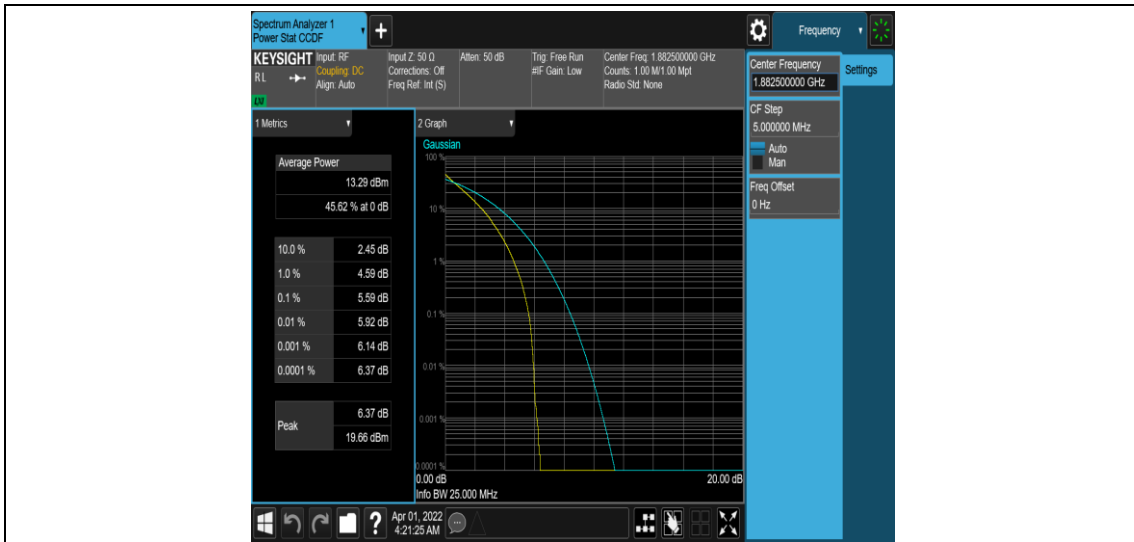 Spectrum Analyzer 1
Power Stat CCDF
+
Frequency
KEYSIGHT
RL
LXI
Input: RF
Coupling: DC
Align: Auto
Input Z: 50 Ω
Corrections: Off
Freq Ref: Int (S)
Atten: 50 dB
Trig: Free Run
#IF Gain: Low
Center Freq: 1.882500000 GHz
Counts: 1.00 M/1.00 Mpt
Radio Std: None
Center Frequency
1.882500000 GHz
Settings
CF Step
5.000000 MHz
Auto
Man
Freq Offset
0 Hz
1 Metrics
Average Power
13.29 dBm
45.62 % at 0 dB
10.0 % 2.45 dB
1.0 % 4.59 dB
0.1 % 5.59 dB
0.01 % 5.92 dB
0.001 % 6.14 dB
0.0001 % 6.37 dB
Peak 6.37 dB
19.66 dBm
2 Graph
Gaussian
100 %
10 %
1 %
0.1 %
0.01 %
0.001 %
0.0001 %
0.00 dB 20.00 dB
Info BW 25.000 MHz
?
Apr 01, 2022
4:21:25 AM